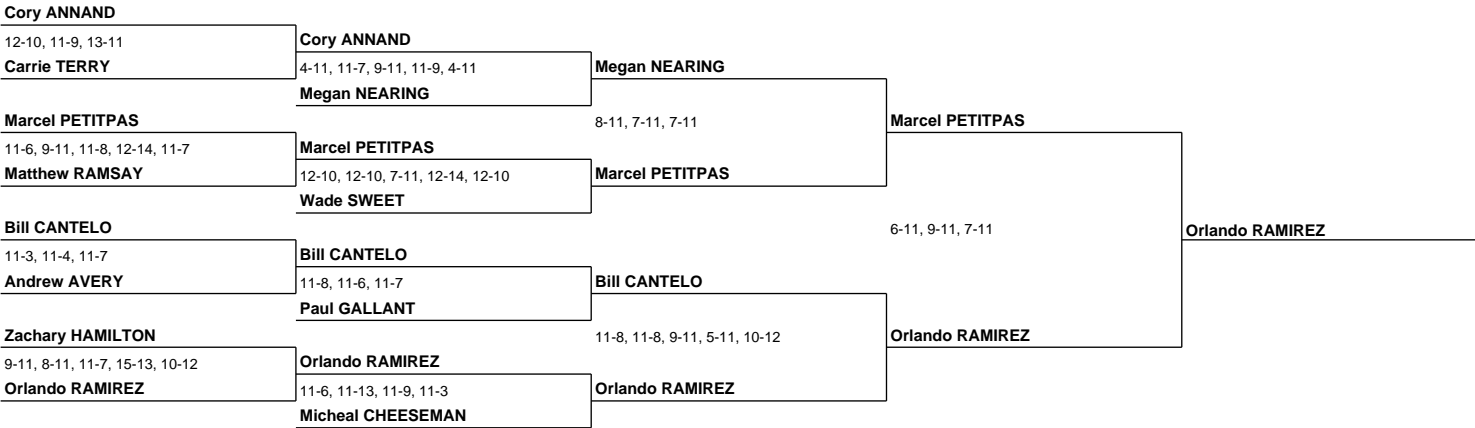 Cory ANNAND
12-10, 11-9, 13-11
Carrie TERRY
Marcel PETITPAS
11-6, 9-11, 11-8, 12-14, 11-7
Matthew RAMSAY
Bill CANTELO
11-3, 11-4, 11-7
Andrew AVERY
Zachary HAMILTON
9-11, 8-11, 11-7, 15-13, 10-12
Orlando RAMIREZ
Cory ANNAND
4-11, 11-7, 9-11, 11-9, 4-11
Megan NEARING
Marcel PETITPAS
12-10, 12-10, 7-11, 12-14, 12-10
Wade SWEET
Bill CANTELO
11-8, 11-6, 11-7
Paul GALLANT
Orlando RAMIREZ
11-6, 11-13, 11-9, 11-3
Micheal CHEESEMAN
Megan NEARING
8-11, 7-11, 7-11
Marcel PETITPAS
Bill CANTELO
11-8, 11-8, 9-11, 5-11, 10-12
Orlando RAMIREZ
Marcel PETITPAS
6-11, 9-11, 7-11
Orlando RAMIREZ
Orlando RAMIREZ